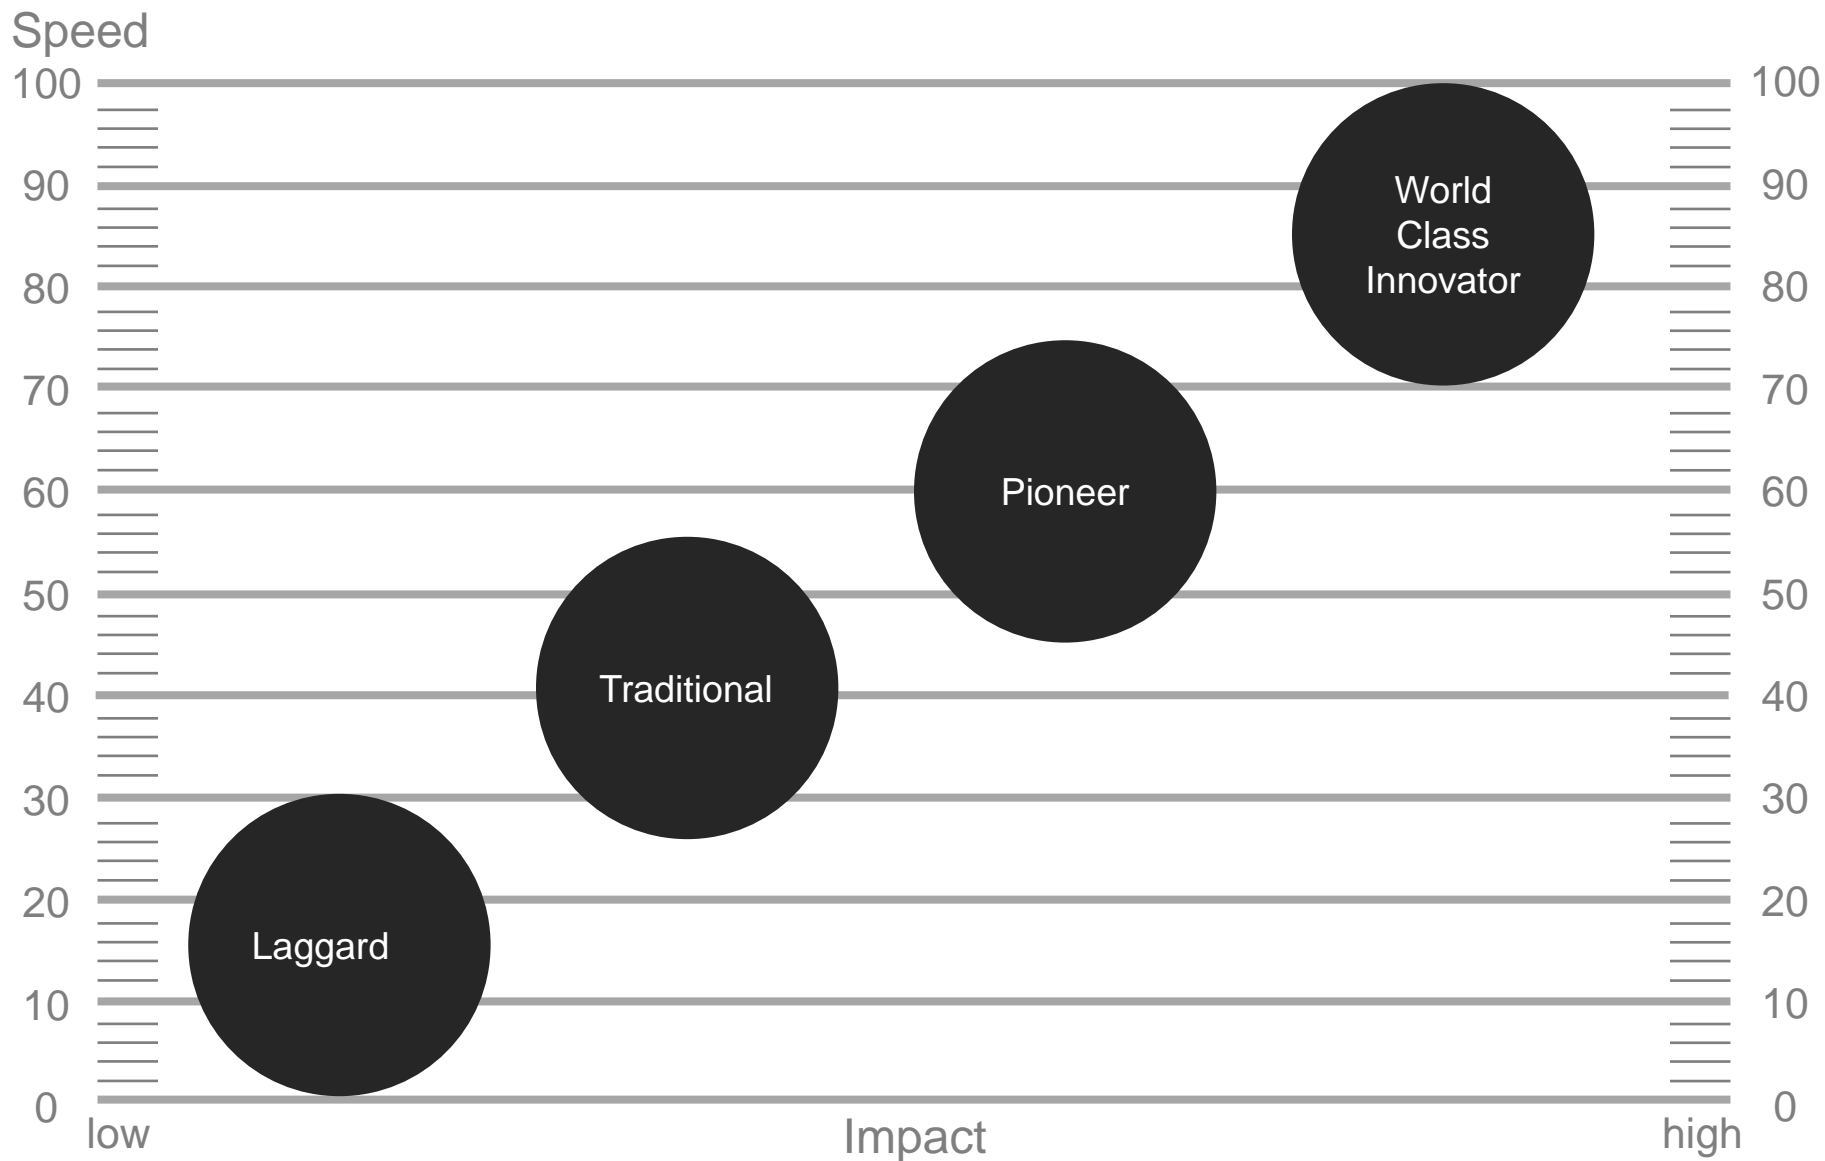 Speed
100 100
90 90
World
Class
Innovator
80 80
70 70
60 Pioneer 60
50 50
Traditional
40 40
30 30
20 20
Laggard
10 10
0 0
low Impact high